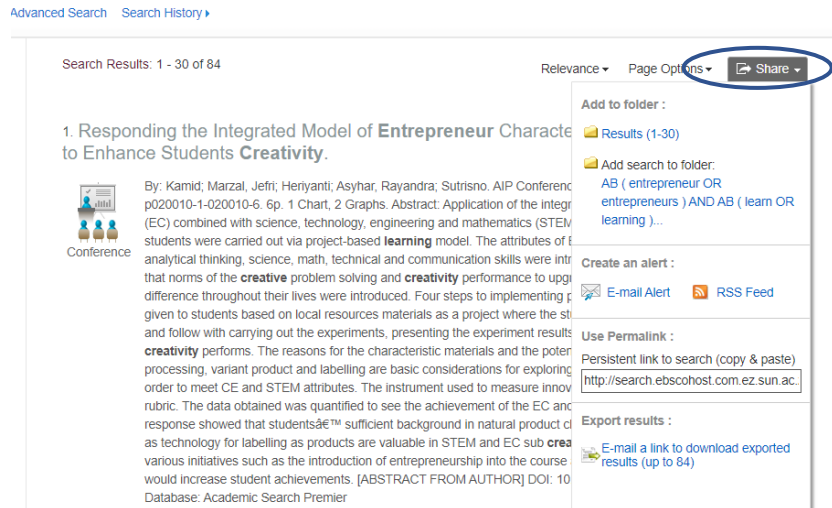 Advanced Search Search History
Search Results: 1 - 30 of 84
Relevance Page Options Share
1. Responding the Integrated Model of Entrepreneur Characte
to Enhance Students Creativity.
Conference
By: Kamid; Marzal, Jefri; Heriyanti; Asyhar, Rayandra; Sutrisno. AIP Conferenc
p020010-1-020010-6. 6p. 1 Chart, 2 Graphs. Abstract: Application of the integr
(EC) combined with science, technology, engineering and mathematics (STEM
students were carried out via project-based learning model. The attributes of E
analytical thinking, science, math, technical and communication skills were intr
that norms of the creative problem solving and creativity performance to upgr
difference throughout their lives were introduced. Four steps to implementing p
given to students based on local resources materials as a project where the stu
and follow with carrying out the experiments, presenting the experiment results
creativity performs. The reasons for the characteristic materials and the poten
processing, variant product and labelling are basic considerations for exploring
order to meet CE and STEM attributes. The instrument used to measure innov
rubric. The data obtained was quantified to see the achievement of the EC and
response showed that studentsâ€™ sufficient background in natural product cl
as technology for labelling as products are valuable in STEM and EC sub crea
various initiatives such as the introduction of entrepreneurship into the course
would increase student achievements. [ABSTRACT FROM AUTHOR] DOI: 10
Database: Academic Search Premier
Add to folder :
Results (1-30)
Add search to folder:
AB ( entrepreneur OR
entrepreneurs ) AND AB ( learn OR
learning )...
Create an alert :
E-mail Alert RSS Feed
Use Permalink :
Persistent link to search (copy & paste)
http://search.ebscohost.com.ez.sun.ac.
Export results :
E-mail a link to download exported
results (up to 84)